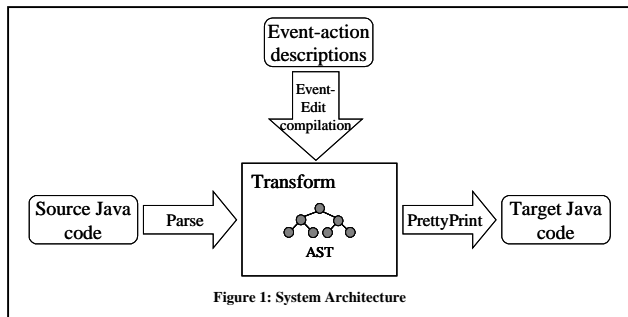 Event-action
descriptions
Event-
Edit
compilation
Transform
Source Java
code
Parse
AST
PrettyPrint
Target Java
code
Figure 1: System Architecture